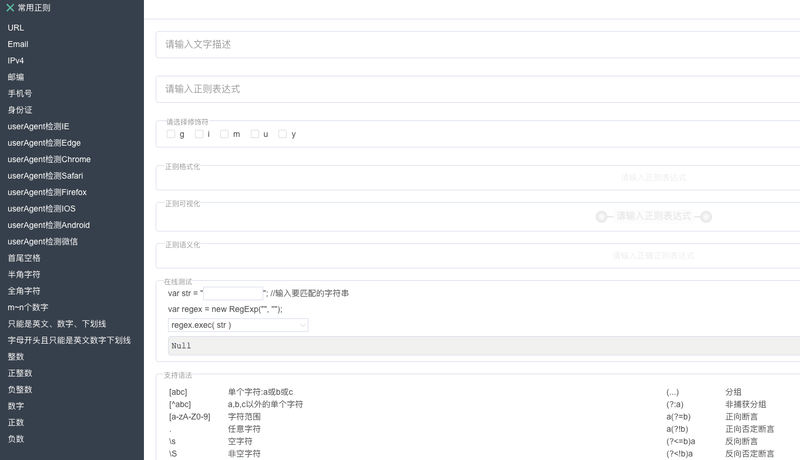 常用正则
URL
Email
IPv4
邮编
手机号
身份证
userAgent检测IE
userAgent检测Edge
userAgent检测Chrome
userAgent检测Safari
userAgent检测Firefox
userAgent检测IOS
userAgent检测Android
userAgent检测微信
首尾空格
半角字符
全角字符
m~n个数字
只能是英文、数字、下划线
字母开头且只能是英文数字下划线
整数
正整数
负整数
数字
正数
负数
请输入文字描述
请输入正则表达式
请选择修饰符
g i m u y
正则格式化
请输入正则表达式
正则可视化
请输入正则表达式
正则语义化
请输入正确正则表达式
在线测试
var str = " "; //输入要匹配的字符串
var regex = new RegExp("", "");
regex.exec( str )
Null
支持语法
[abc] 单个字符:a或b或c (...) 分组
[^abc] a,b,c以外的单个字符 (?:a) 非捕获分组
[a-zA-Z0-9] 字符范围 a(?=b) 正向断言
. 任意字符 a(?!b) 正向否定断言
\s 空字符 (?<=b)a 反向断言
\S 非空字符 (?<!b)a 反向否定断言